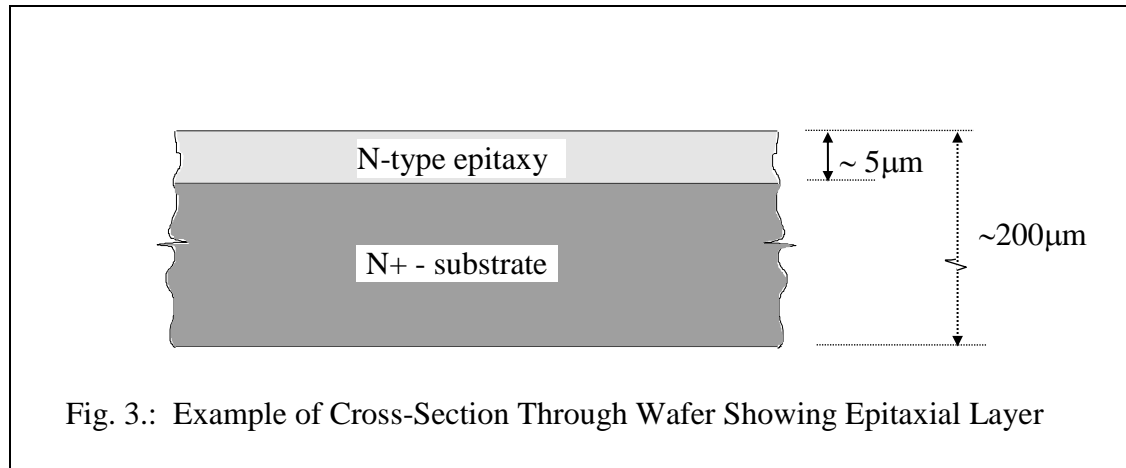 N-type epitaxy
~ 5μm
~200μm
N+ - substrate
Fig. 3.: Example of Cross-Section Through Wafer Showing Epitaxial Layer